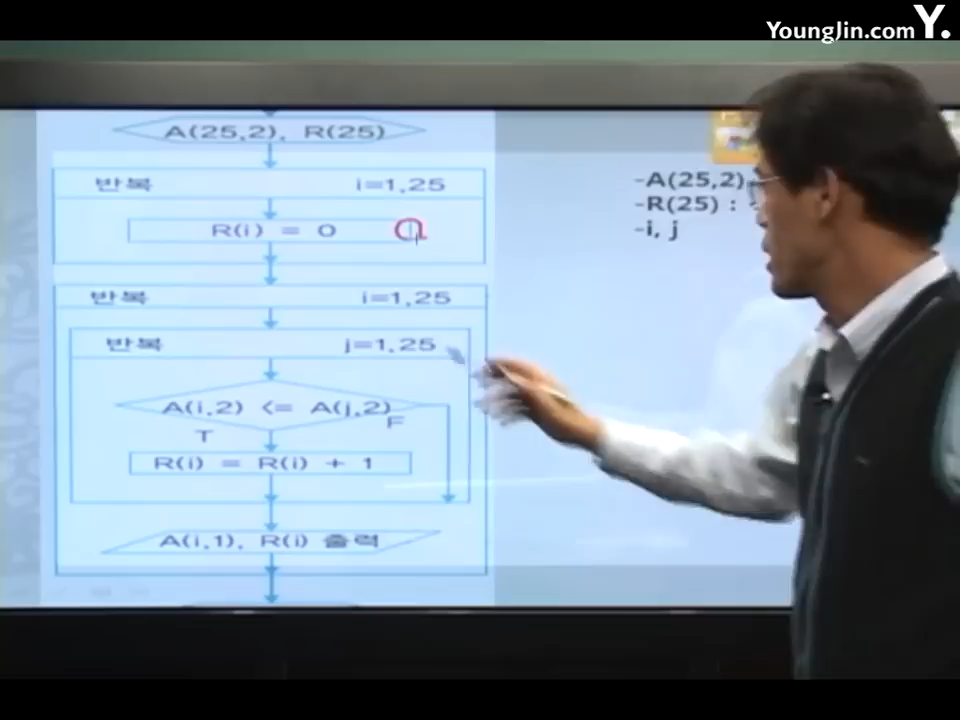 YoungJin.com Y.
A(25,2), R(25)
반복 i=1,25
R(i) = 0
반복 i=1,25
반복 j=1,25
A(i,2) <= A(j,2)
T F
R(i) = R(i) + 1
A(i,1), R(i) 출력
-A(25,2)
-R(25) :
-i, j